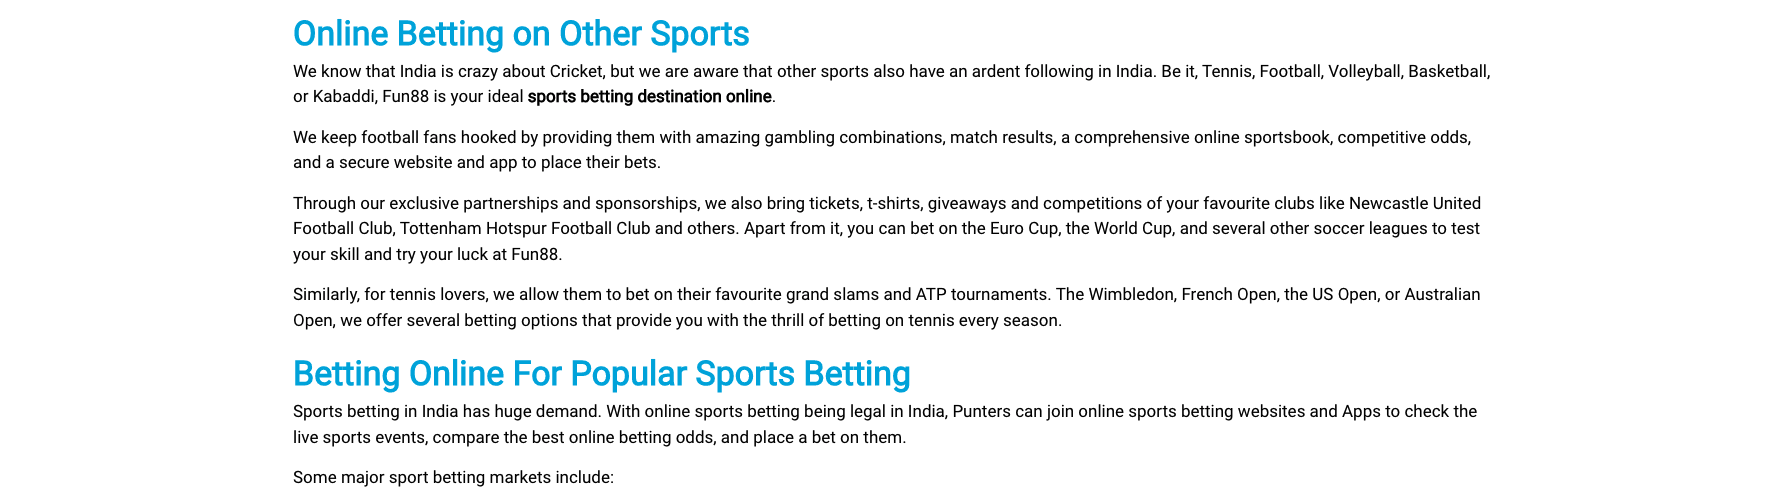 Online Betting on Other Sports
We know that India is crazy about Cricket, but we are aware that other sports also have an ardent following in India. Be it, Tennis, Football, Volleyball, Basketball,
or Kabaddi, Fun88 is your ideal sports betting destination online.
We keep football fans hooked by providing them with amazing gambling combinations, match results, a comprehensive online sportsbook, competitive odds,
and a secure website and app to place their bets.
Through our exclusive partnerships and sponsorships, we also bring tickets, t-shirts, giveaways and competitions of your favourite clubs like Newcastle United
Football Club, Tottenham Hotspur Football Club and others. Apart from it, you can bet on the Euro Cup, the World Cup, and several other soccer leagues to test
your skill and try your luck at Fun88.
Similarly, for tennis lovers, we allow them to bet on their favourite grand slams and ATP tournaments. The Wimbledon, French Open, the US Open, or Australian
Open, we offer several betting options that provide you with the thrill of betting on tennis every season.
Betting Online For Popular Sports Betting
Sports betting in India has huge demand. With online sports betting being legal in India, Punters can join online sports betting websites and Apps to check the
live sports events, compare the best online betting odds, and place a bet on them.
Some major sport betting markets include: